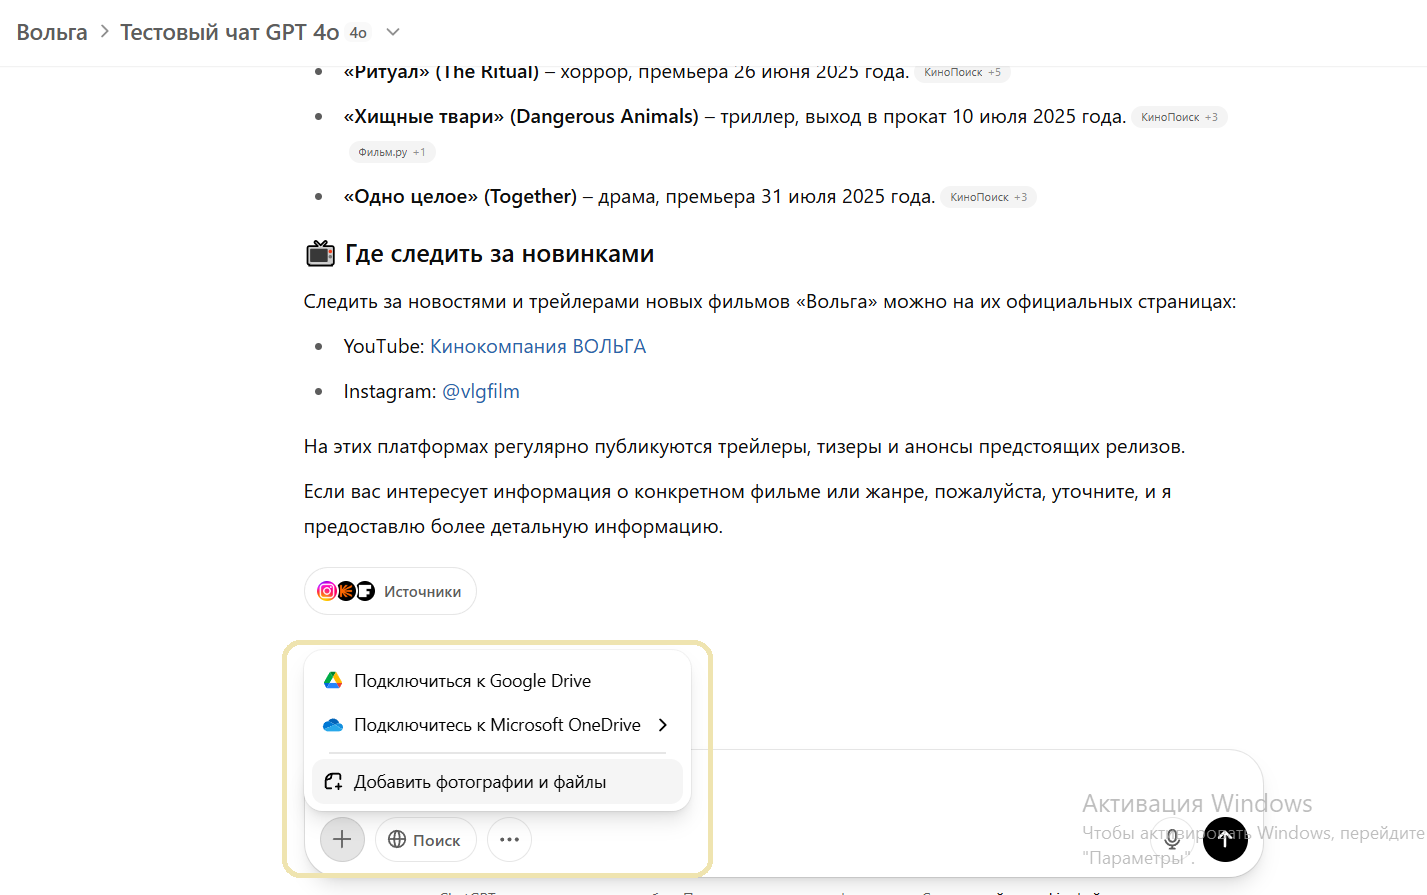 Вольга > Тестовый чат GPT 4o 4o
«Ритуал» (The Ritual) – хоррор, премьера 26 июня 2025 года. КиноПоиск +5
«Хищные твари» (Dangerous Animals) – триллер, выход в прокат 10 июля 2025 года. КиноПоиск +3
Фильм.ру +1
«Одно целое» (Together) – драма, премьера 31 июля 2025 года. КиноПоиск +3
Где следить за новинками
Следить за новостями и трейлерами новых фильмов «Вольга» можно на их официальных страницах:
YouTube: Кинокомпания ВОЛЬГА
Instagram: @vlgfilm
На этих платформах регулярно публикуются трейлеры, тизеры и анонсы предстоящих релизов.
Если вас интересует информация о конкретном фильме или жанре, пожалуйста, уточните, и я
предоставлю более детальную информацию.
Источники
Подключиться к Google Drive
Подключитесь к Microsoft OneDrive
Добавить фотографии и файлы
Поиск
Активация Windows
Чтобы активировать Windows, перейдите
"Параметры".